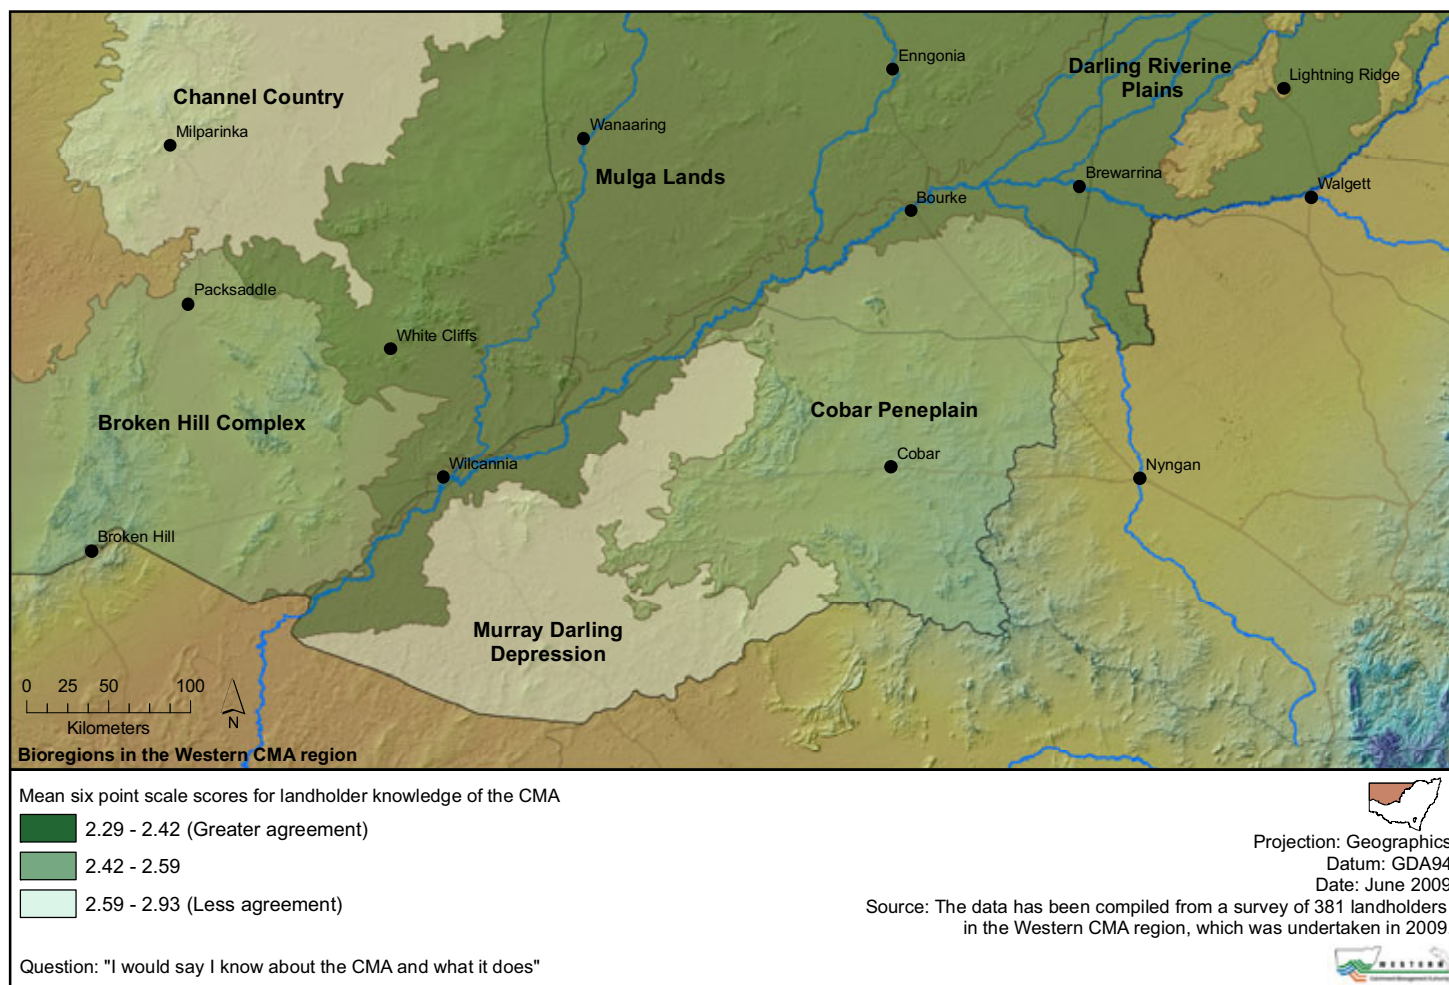 Channel Country
Milparinka
Enngonia
Darling Riverine
Plains
Lightning Ridge
Wanaaring
Mulga Lands
Brewarrina
Bourke
Walgett
Packsaddle
White Cliffs
Broken Hill Complex
Cobar Peneplain
Wilcannia
Cobar
Nyngan
Broken Hill
Murray Darling
Depression
0 25 50 100
Kilometers
N
Bioregions in the Western CMA region
Mean six point scale scores for landholder knowledge of the CMA
2.29 - 2.42 (Greater agreement)
2.42 - 2.59
2.59 - 2.93 (Less agreement)
Question: "I would say I know about the CMA and what it does"
Projection: Geographics
Datum: GDA94
Date: June 2009
Source: The data has been compiled from a survey of 381 landholders
in the Western CMA region, which was undertaken in 2009.
WESTERN